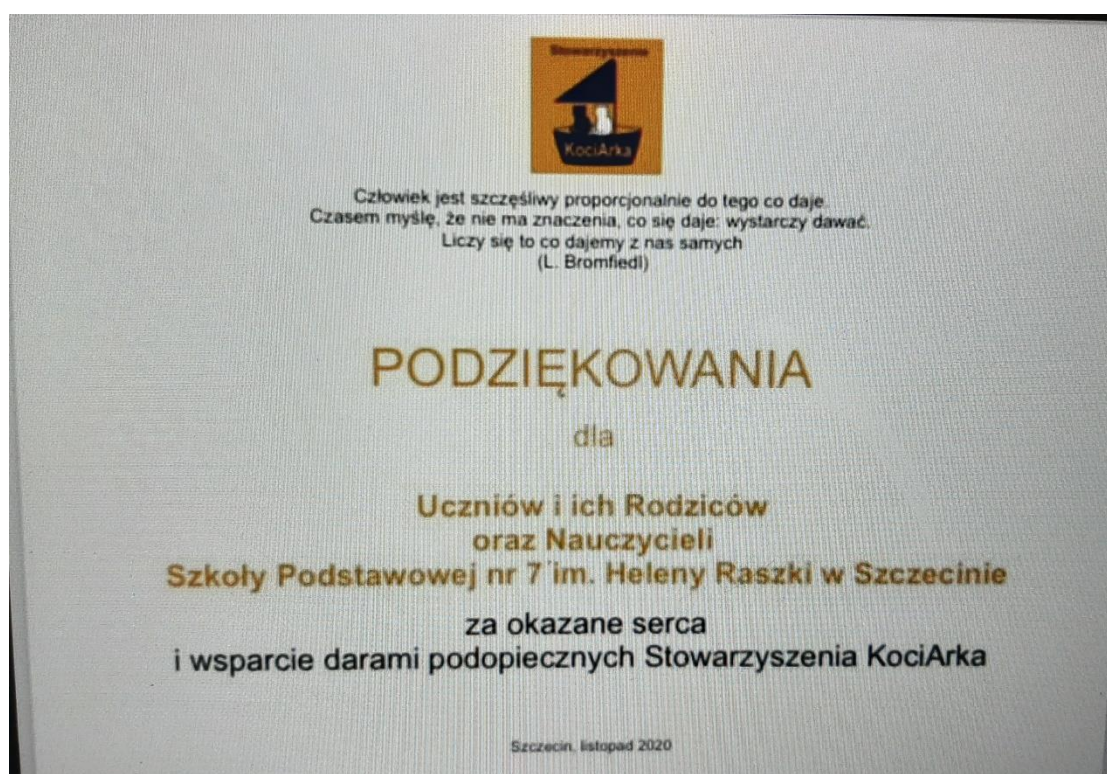 Stowarzyszenie
KociArka
Człowiek jest szczęśliwy proporcjonalnie do tego co daje.
Czasem myślę, że nie ma znaczenia, co się daje: wystarczy dawać.
Liczy się to co dajemy z nas samych
(L. Bromfiedl)
PODZIĘKOWANIA
dla
Uczniów i ich Rodziców
oraz Nauczycieli
Szkoły Podstawowej nr 7 im. Heleny Raszki w Szczecinie
za okazane serca
i wsparcie darami podopiecznych Stowarzyszenia KociArka
Szczecin, listopad 2020